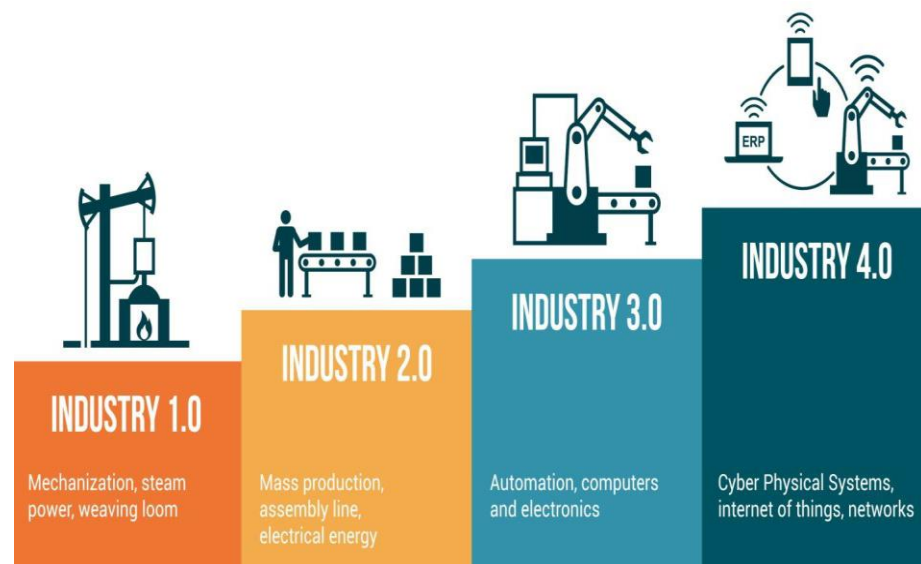 ERP
INDUSTRY 1.0
Mechanization, steam
power, weaving loom
INDUSTRY 2.0
Mass production,
assembly line,
electrical energy
INDUSTRY 3.0
Automation, computers
and electronics
INDUSTRY 4.0
Cyber Physical Systems,
internet of things, networks